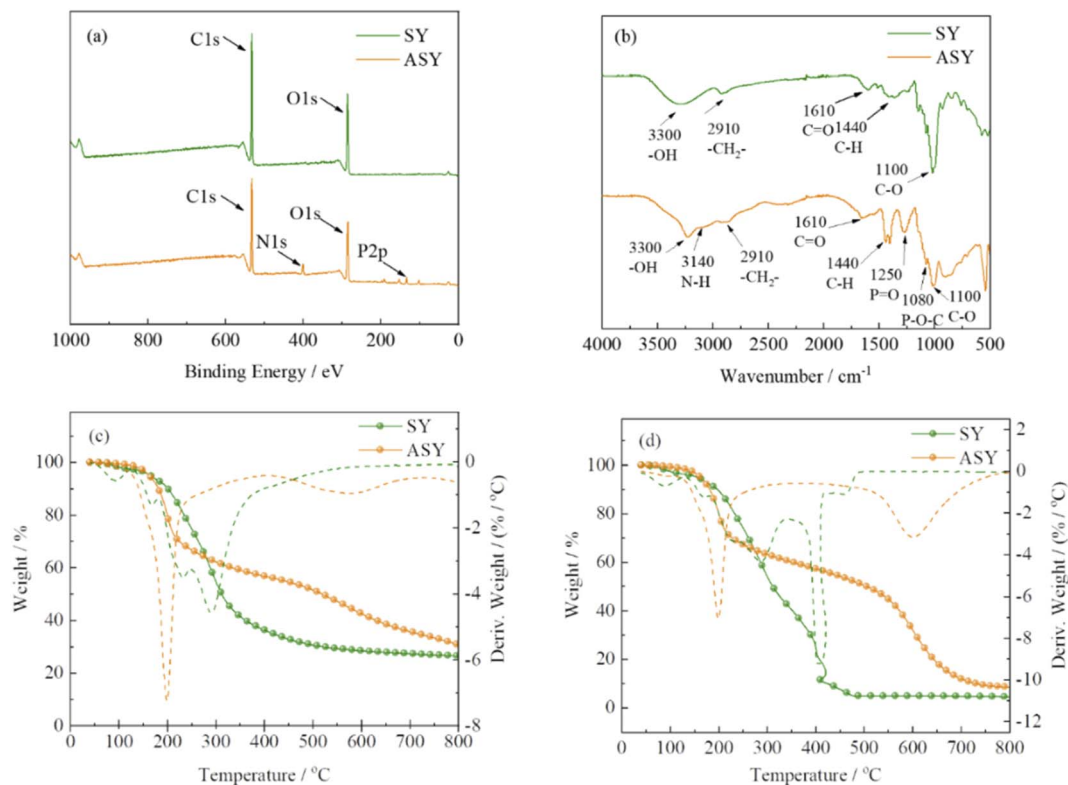 (a)
SY
ASY
C1s
O1s
C1s
O1s
N1s
P2p
1000 800 600 400 200 0
Binding Energy / eV
(b)
SY
ASY
3300
-OH
2910
-CH2-
1610
C=O
1440
C-H
1100
C-O
3300
-OH
3140
N-H
2910
-CH2-
1610
C=O
1440
C-H
1250
P=O
1080
P-O-C
1100
C-O
4000 3500 3000 2500 2000 1500 1000 500
Wavenumber / cm-1
(c)
SY
ASY
Weight / %
100
80
60
40
20
0
0
-2
-4
-6
-8
Deriv. Weight / (% / °C)
0 100 200 300 400 500 600 700 800
Temperature / °C
(d)
SY
ASY
Weight / %
100
80
60
40
20
0
2
0
-2
-4
-6
-8
-10
-12
Deriv. Weight / (% / °C)
0 100 200 300 400 500 600 700 800
Temperature / °C